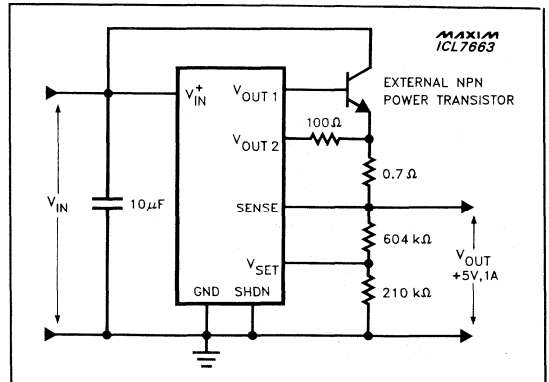 MAXIM
ICL7663
EXTERNAL NPN
POWER TRANSISTOR
V+IN
VOUT 1
100Ω
VOUT 2
0.7Ω
VIN
10μF
SENSE
604 kΩ
VOUT
+5V, 1A
VSET
210 kΩ
GND
SHDN